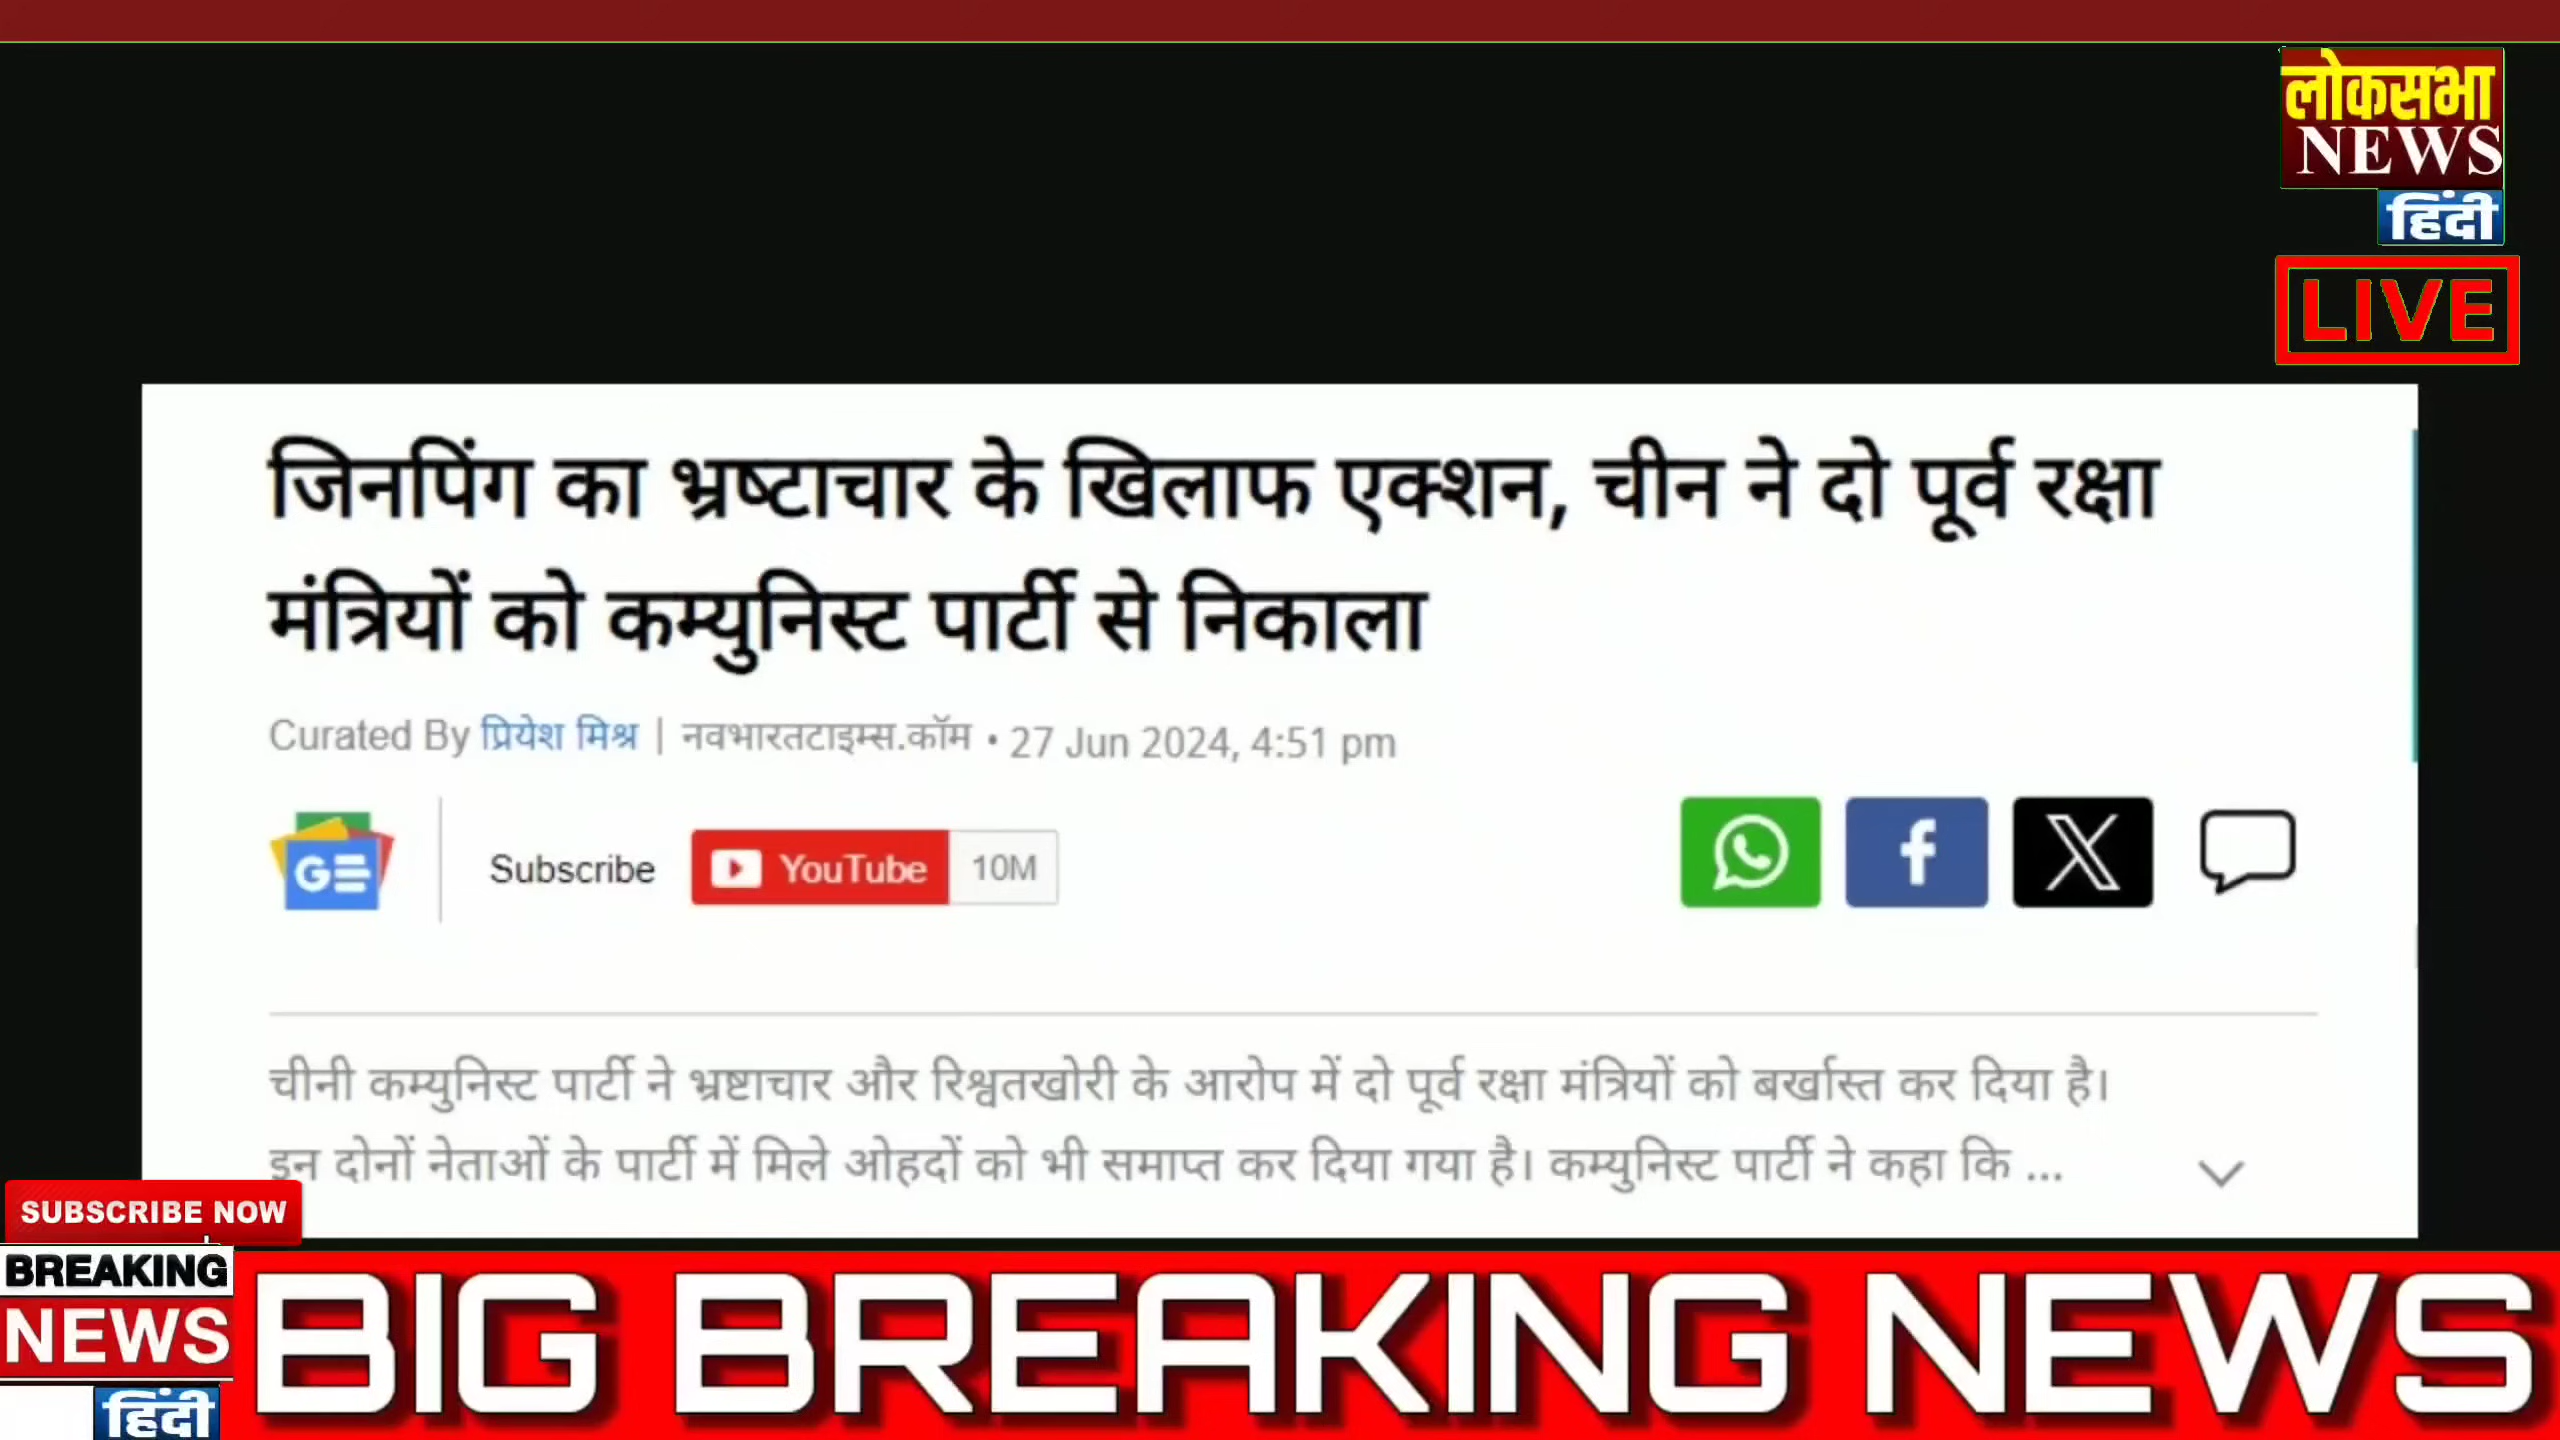 लोकसभा
NEWS
हिंदी
LIVE
जिनपिंग का भ्रष्टाचार के खिलाफ एक्शन, चीन ने दो पूर्व रक्षा
मंत्रियों को कम्युनिस्ट पार्टी से निकाला
Curated By प्रियेश मिश्र | नवभारतटाइम्स.कॉम • 27 Jun 2024, 4:51 pm
G Subscribe YouTube 10M f X
चीनी कम्युनिस्ट पार्टी ने भ्रष्टाचार और रिश्वतखोरी के आरोप में दो पूर्व रक्षा मंत्रियों को बर्खास्त कर दिया है।
इन दोनों नेताओं के पार्टी में मिले ओहदों को भी समाप्त कर दिया गया है। कम्युनिस्ट पार्टी ने कहा कि ...
SUBSCRIBE NOW
BREAKING
NEWS
हिंदी
BIG BREAKING NEWS